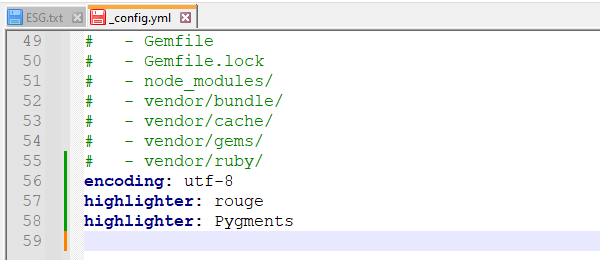 ESG.txt _config.yml
49 #   - Gemfile
50 #   - Gemfile.lock
51 #   - node_modules/
52 #   - vendor/bundle/
53 #   - vendor/cache/
54 #   - vendor/gems/
55 #   - vendor/ruby/
56 encoding: utf-8
57 highlighter: rouge
58 highlighter: Pygments
59